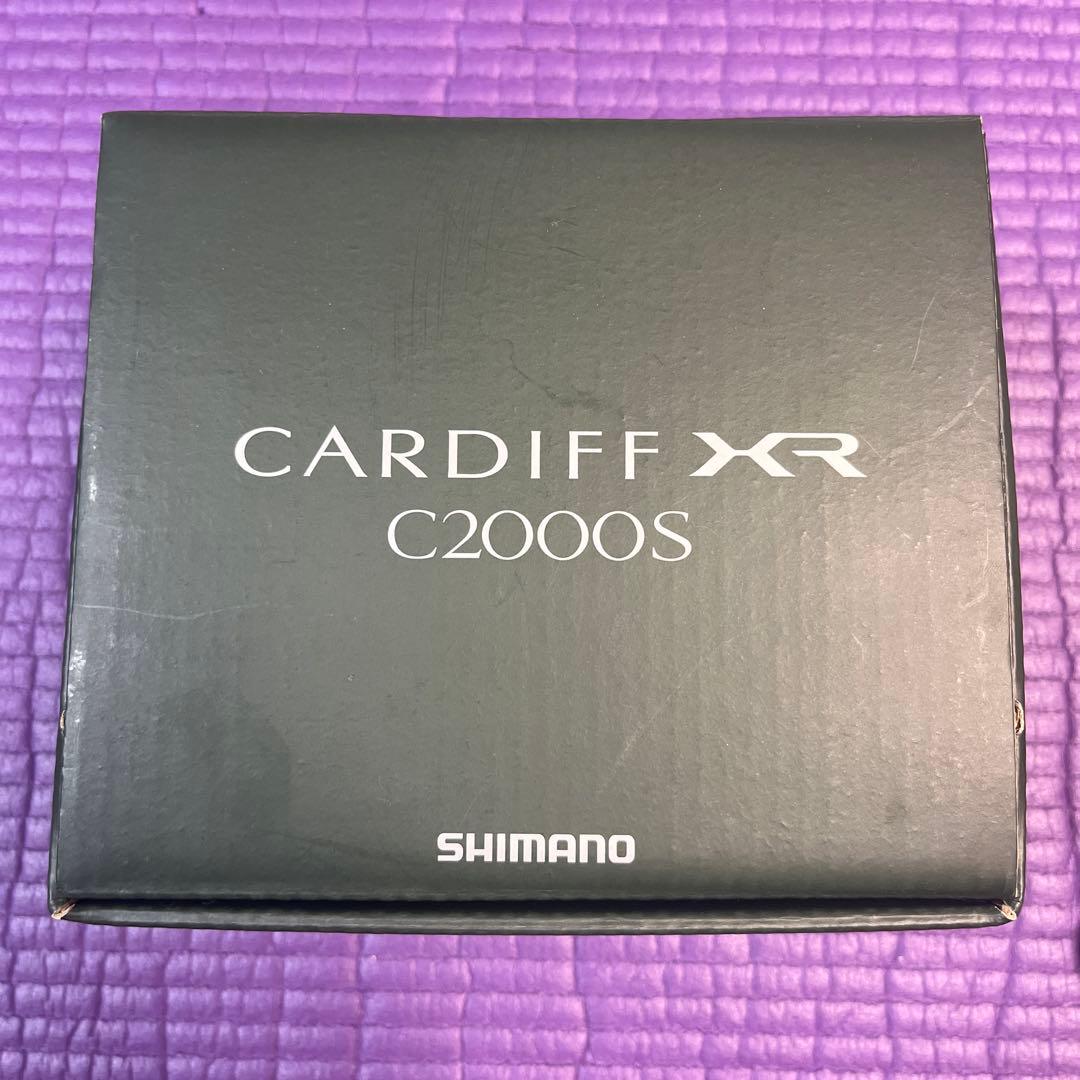 CARDIFF XR
C2000S
SHIMANO